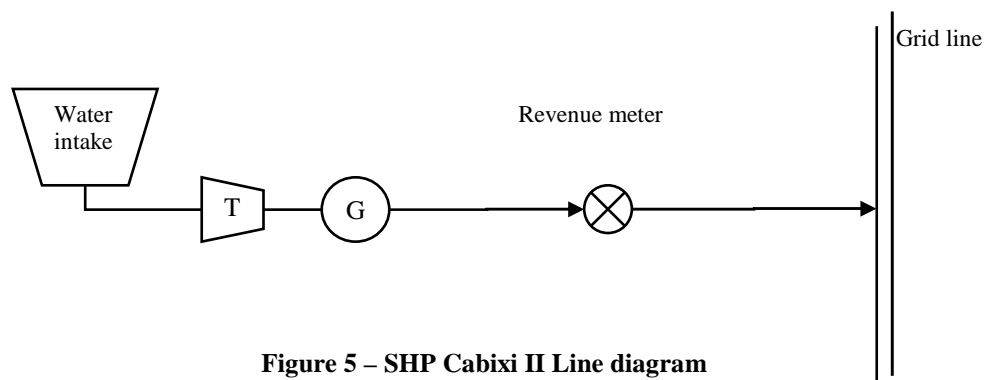 Grid line
Water
intake
Revenue meter
T
G
Figure 5 – SHP Cabixi II Line diagram